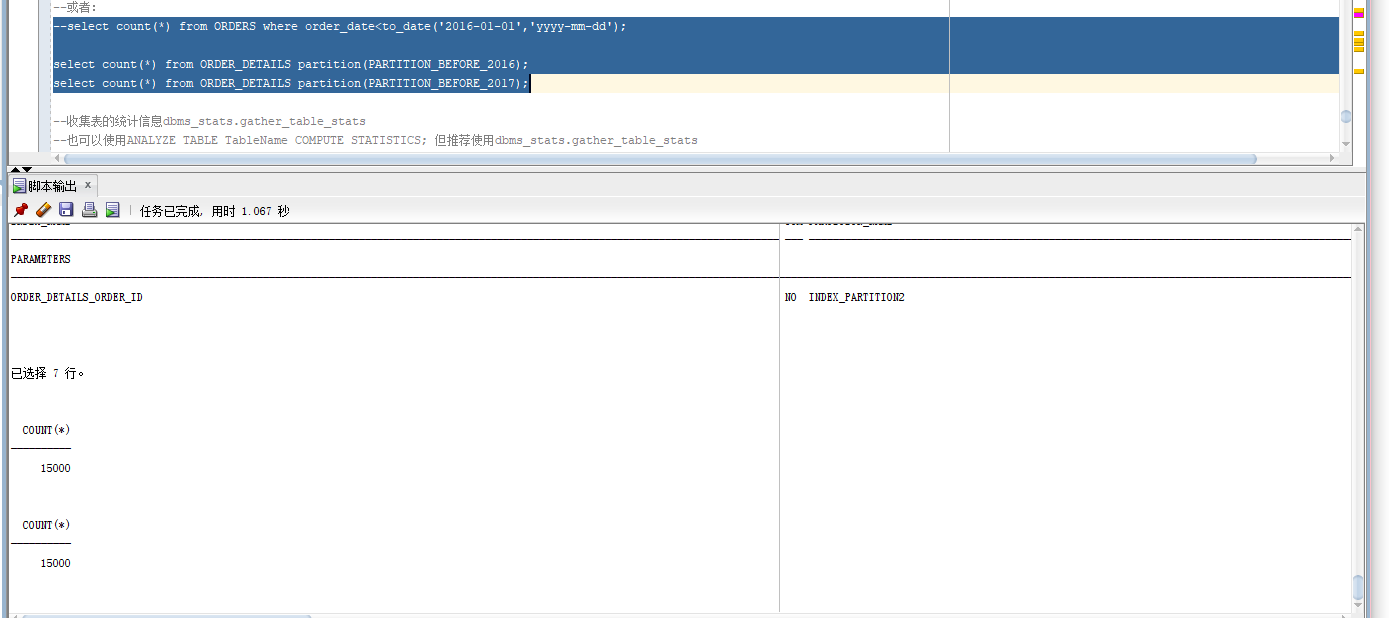 --或者:
--select count(*) from ORDERS where order_date<to_date('2016-01-01','yyyy-mm-dd');
select count(*) from ORDER_DETAILS partition(PARTITION_BEFORE_2016);
select count(*) from ORDER_DETAILS partition(PARTITION_BEFORE_2017);
--收集表的统计信息dbms_stats.gather_table_stats
--也可以使用ANALYZE TABLE TableName COMPUTE STATISTICS; 但推荐使用dbms_stats.gather_table_stats
脚本输出 x
任务已完成, 用时 1.067 秒
PARAMETERS
ORDER_DETAILS_ORDER_ID NO INDEX_PARTITION2
已选择 7 行。
COUNT(*)
15000
COUNT(*)
15000